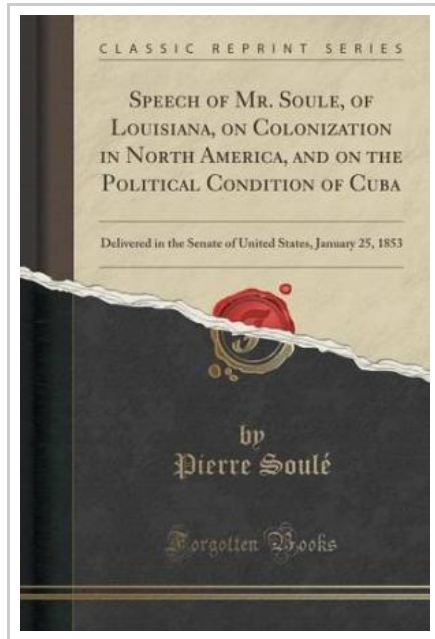 CLASSIC REPRINT SERIES
SPEECH OF MR. SOULE, OF
LOUISIANA, ON COLONIZATION
IN NORTH AMERICA, AND ON THE
POLITICAL CONDITION OF CUBA
Delivered in the Senate of United States, January 25, 1853
by
Pierre Soulé
Forgotten Books